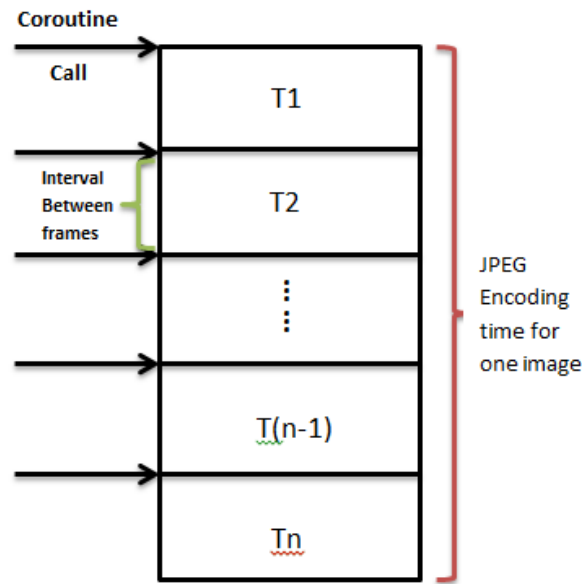 Coroutine
Call
T1
Interval
Between
frames
T2
⋮
⋮
JPEG
Encoding
time for
one image
T(n-1)
Tn